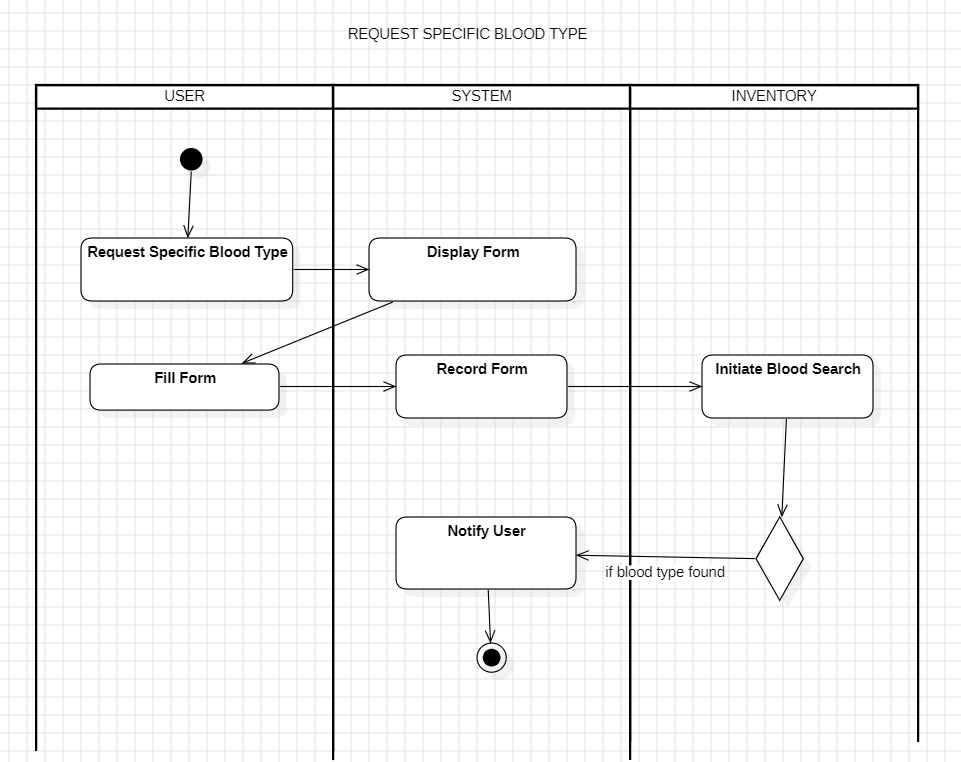 REQUEST SPECIFIC BLOOD TYPE
USER
SYSTEM
INVENTORY
Request Specific Blood Type
Display Form
Fill Form
Record Form
Initiate Blood Search
Notify User
if blood type found